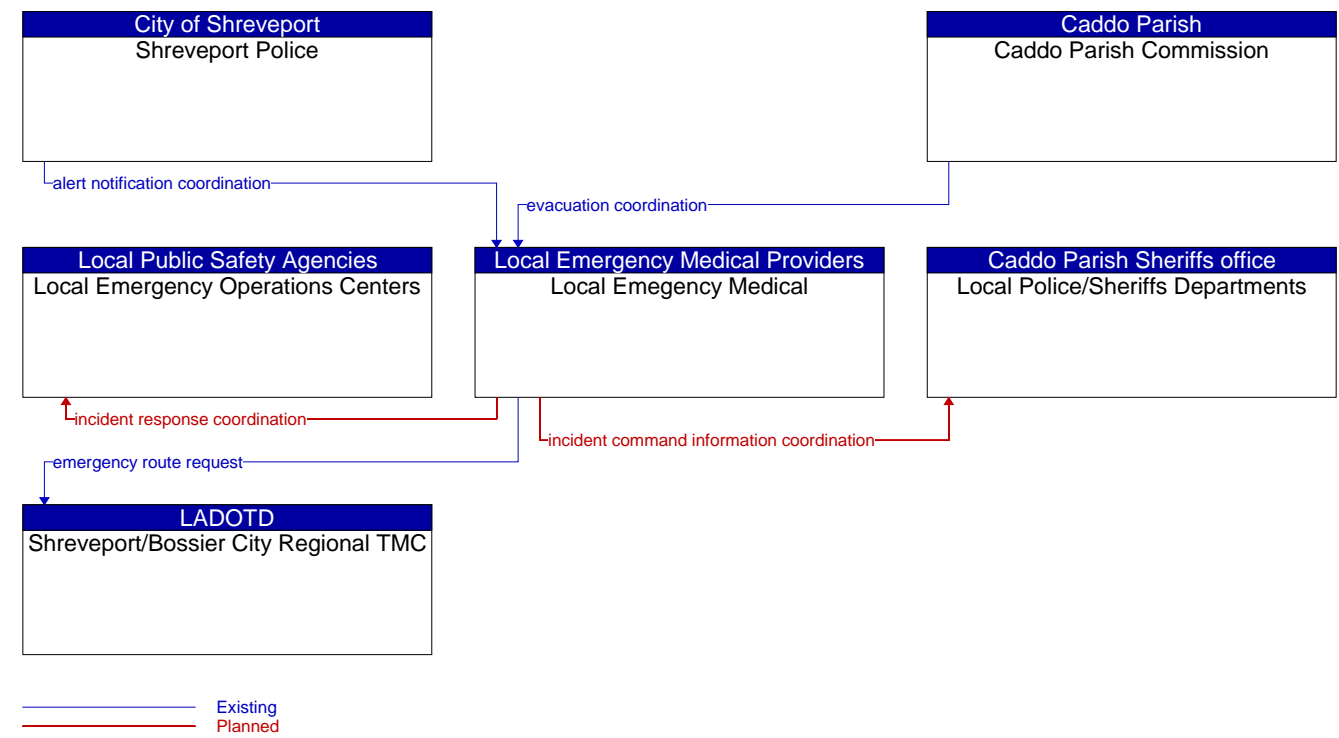 City of Shreveport
Shreveport Police
Caddo Parish
Caddo Parish Commission
alert notification coordination
evacuation coordination
Local Public Safety Agencies
Local Emergency Operations Centers
Local Emergency Medical Providers
Local Emegency Medical
Caddo Parish Sheriffs office
Local Police/Sheriffs Departments
incident response coordination
incident command information coordination
emergency route request
LADOTD
Shreveport/Bossier City Regional TMC
Existing
Planned